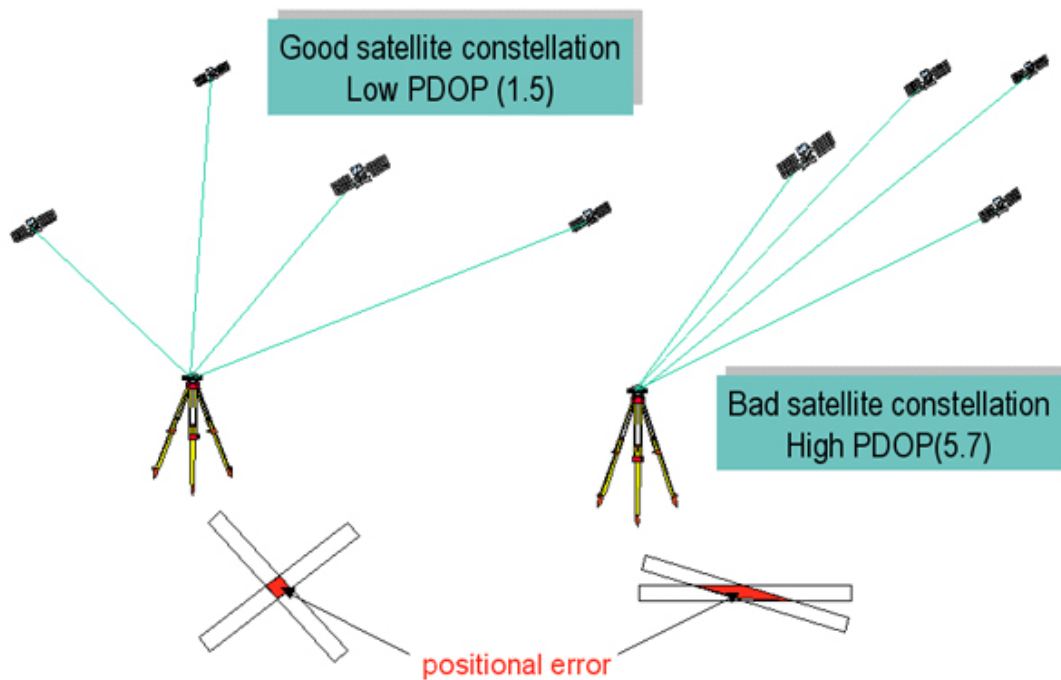 Good satellite constellation
Low PDOP (1.5)
Bad satellite constellation
High PDOP(5.7)
positional error